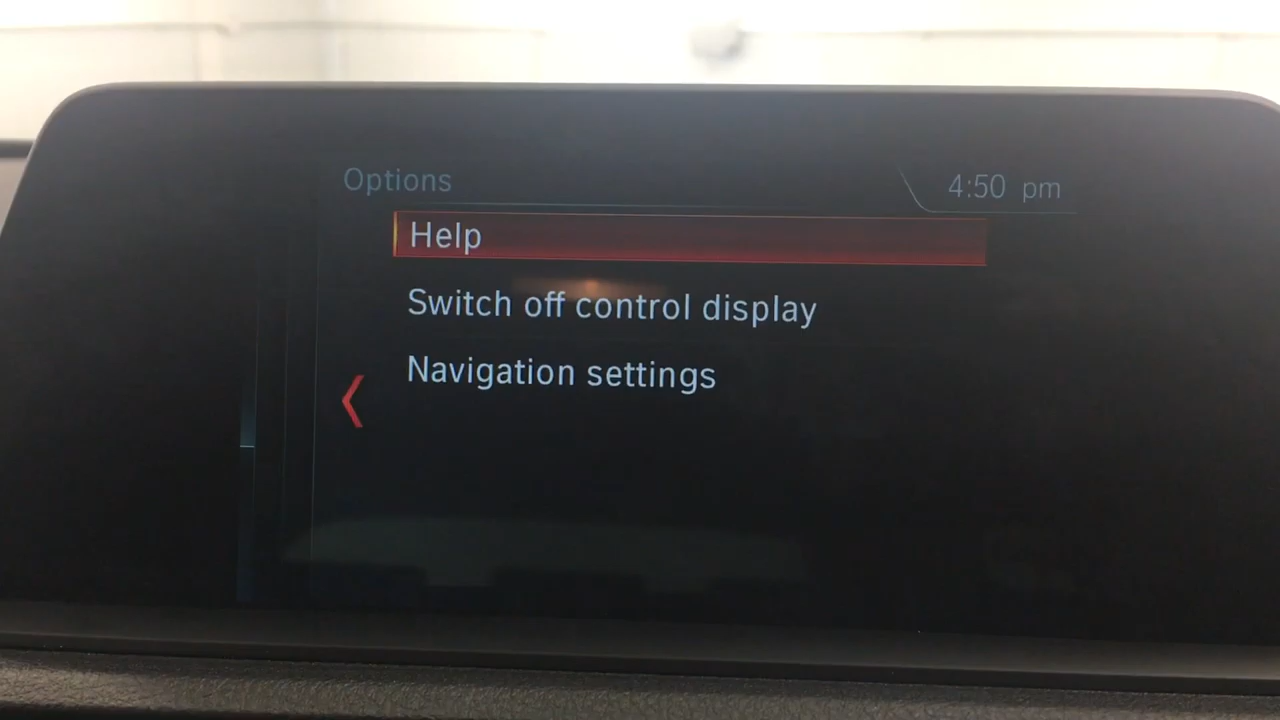 Options
4:50 pm
Help
Switch off control display
Navigation settings